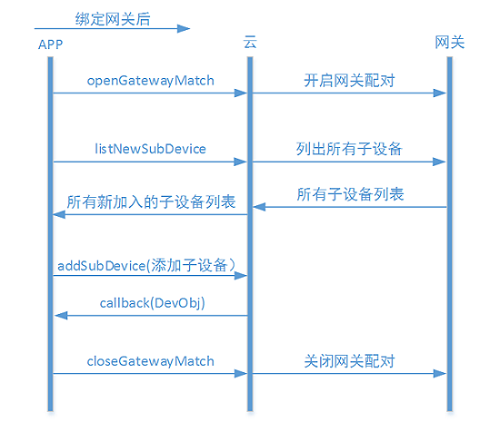 绑定网关后
APP 云 网关
openGatewayMatch 开启网关配对
listNewSubDevice 列出所有子设备
所有新加入的子设备列表 所有子设备列表
addSubDevice(添加子设备）
callback(DevObj)
closeGatewayMatch 关闭网关配对